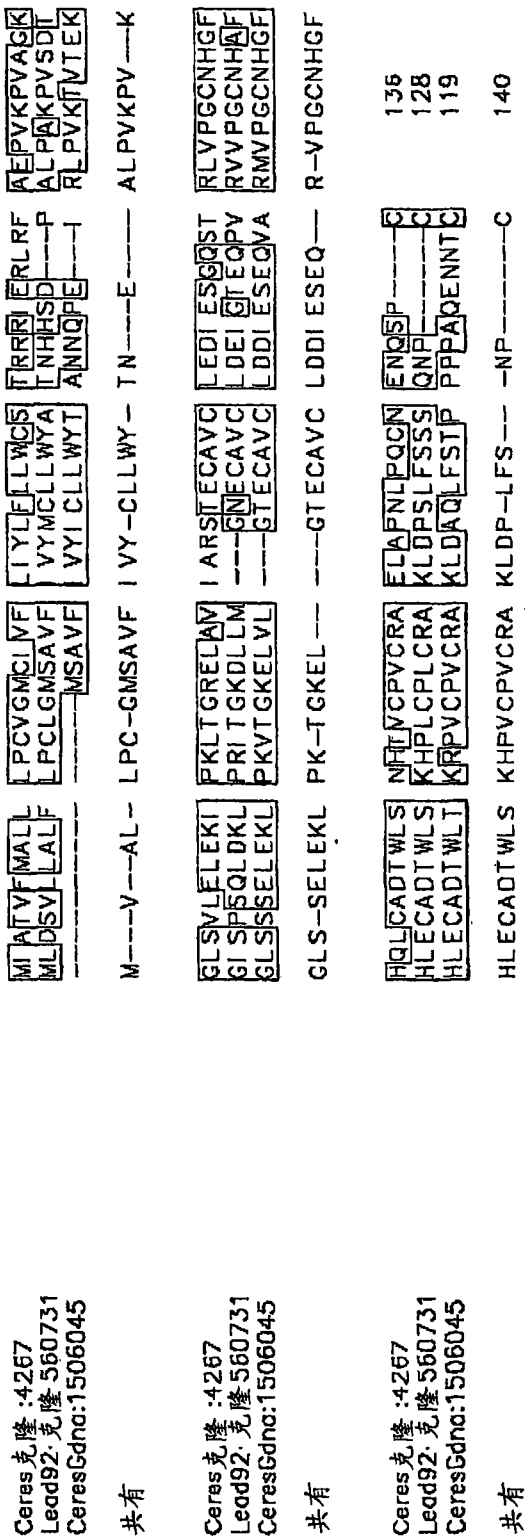 Ceres克隆:4267 MIATVFMALL LPCVGMCIVF LIYLFLLWCS TRRRIERLRF AEPVKPVAGK
Lead92·克隆560731 MLDSVLLALF LPCLGMSAVF IVYMCLLWYA TNHHSD---P ALPAKPVSDT
CeresGdna:1506045 ---------- -----MSAVF IVYICLLWYT ANNQPE---I RLPVKTVTEK
共有 M---V--AL- LPC-GMSAVF IVY-CLLWY- TN---E---- ALPVKPV--K
Ceres克隆:4267 GLSVLELEKI PKLTGRELAV IARSTECAVC LEDIESGQST RLVPGCNHGF
Lead92·克隆560731 GISPSQLDKL PRITGKDLLM ---GNECAVC LDEIGTEQPV RVVPGCNHAF
CeresGdna:1506045 GLSSSELEKL PKVTGKELVL ---GTECAVC LDDIESEQVA RMVPGCNHGF
共有 GLS-SELEKL PK-TGKEL-- ---GTECAVC LDDIESEQ-- R-VPGCNHGF
Ceres克隆:4267 HQLCADTWLS NHTVCPVCRA ELAPNLPQCN ENQSP----C 136
Lead92·克隆560731 HLECADTWLS KHPLCPLCRA KLDPSLFSSS QNP------C 128
CeresGdna:1506045 HLECADTWLT KRPVCPVCRA KLDAQLFSTP PPPAQENNTC 119
共有 HLECADTWLS KHPVCPVCRA KLDP-LFS-- -NP------C 140